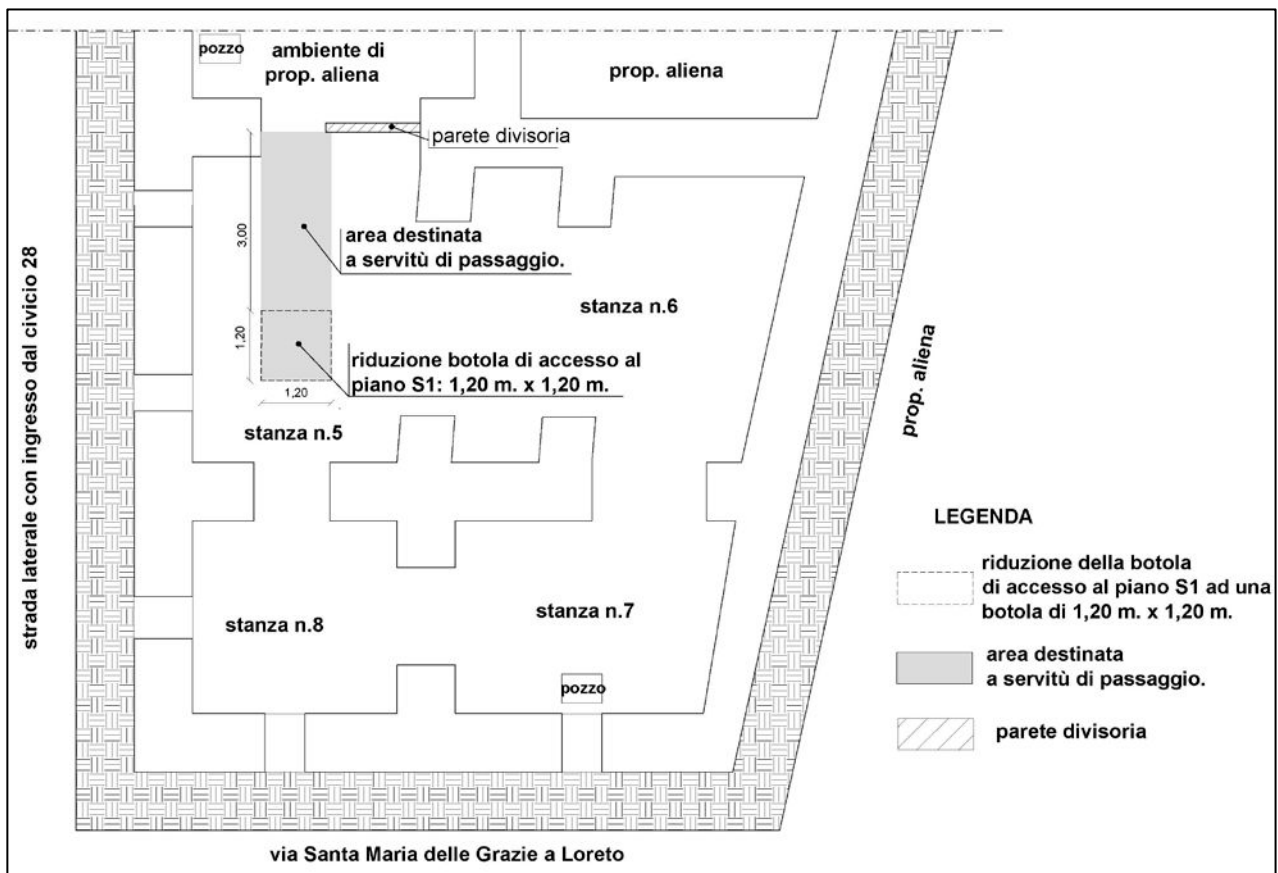 pozzo
ambiente di
prop. aliena
prop. aliena
parete divisoria
3,00
area destinata
a servitù di passaggio.
stanza n.6
1,20
riduzione botola di accesso al
piano S1: 1,20 m. x 1,20 m.
1,20
stanza n.5
strada laterale con ingresso dal civicio 28
prop. aliena
stanza n.8
stanza n.7
pozzo
via Santa Maria delle Grazie a Loreto
LEGENDA
riduzione della botola
di accesso al piano S1 ad una
botola di 1,20 m. x 1,20 m.
area destinata
a servitù di passaggio.
parete divisoria